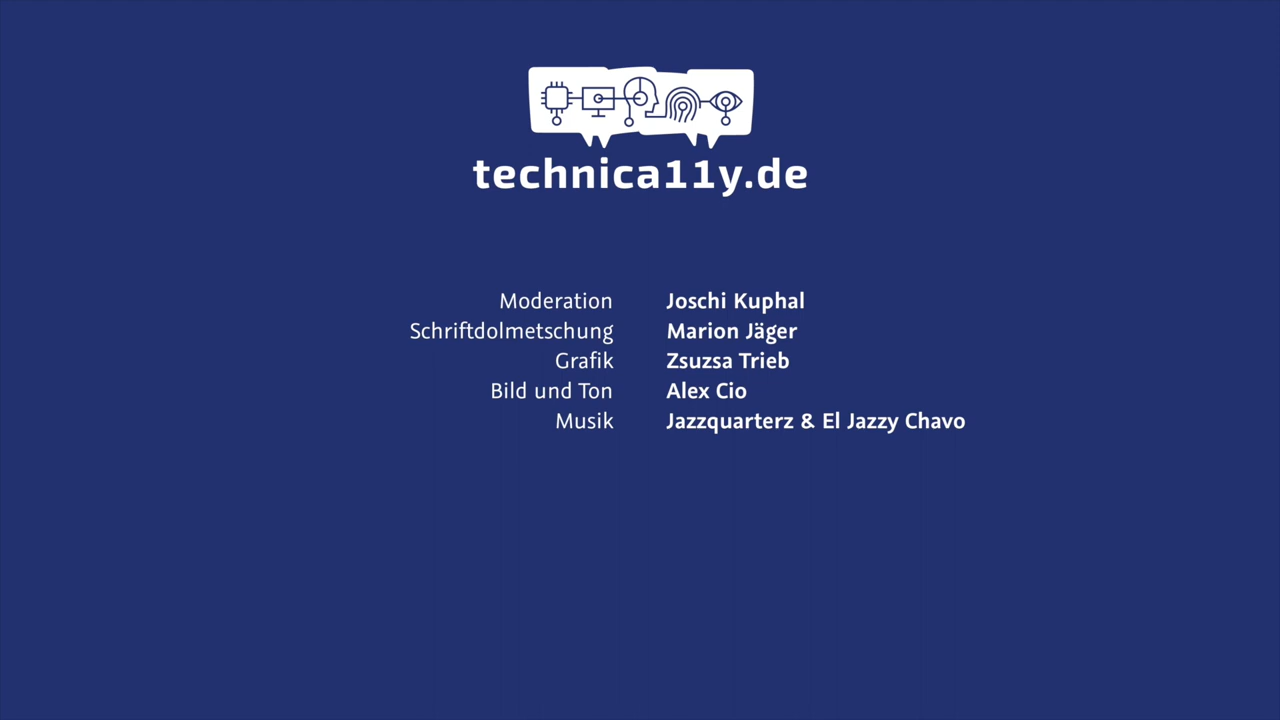 technica11y.de
Moderation Joschi Kuphal
Schriftdolmetschung Marion Jäger
Grafik Zsuzsa Trieb
Bild und Ton Alex Cio
Musik Jazzquarterz & El Jazzy Chavo